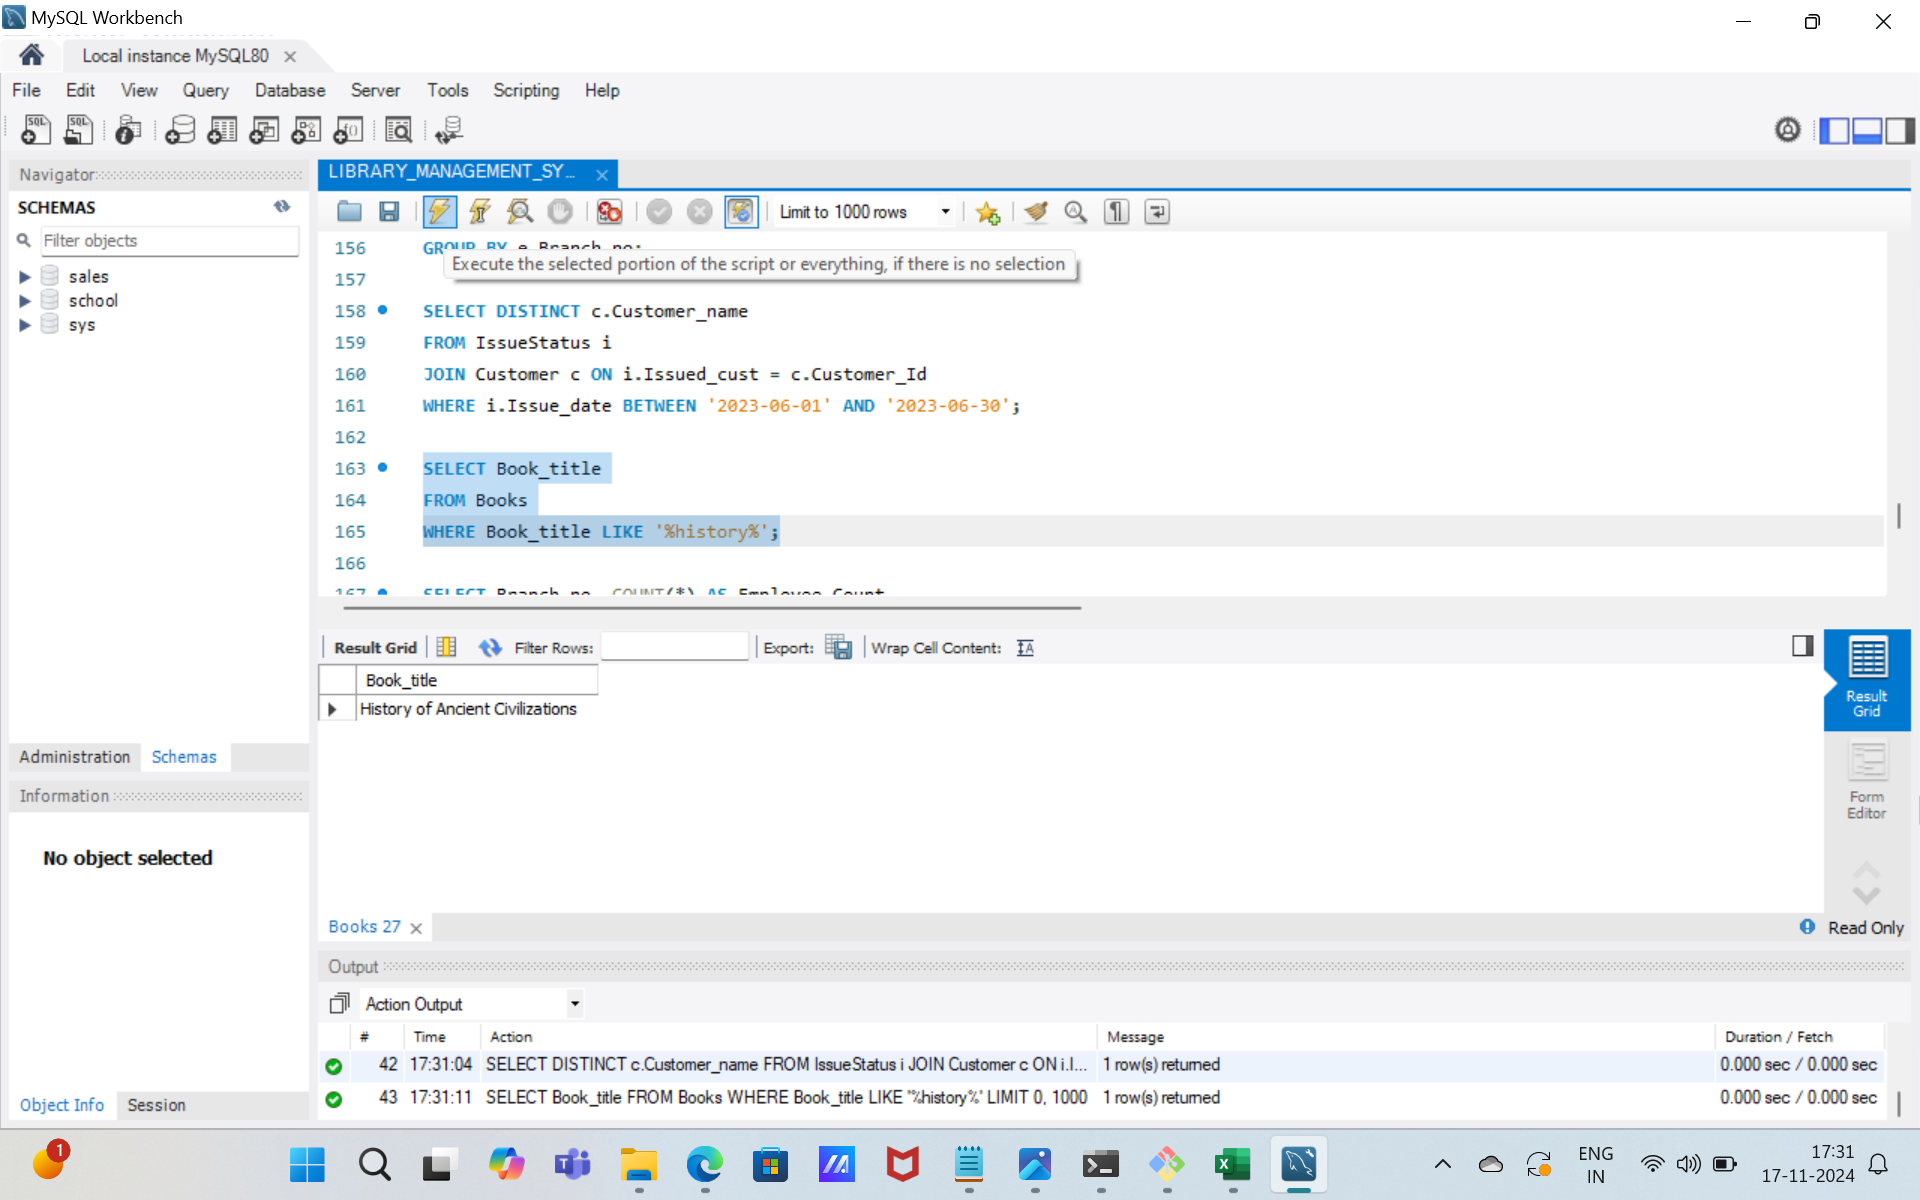 MySQL Workbench
Local instance MySQL80
File Edit View Query Database Server Tools Scripting Help
Navigator
SCHEMAS
Filter objects
sales
school
sys
Administration Schemas
Information
No object selected
Object Info Session
LIBRARY_MANAGEMENT_SY...
Limit to 1000 rows
156 GROUP BY e.Branch_no;
Execute the selected portion of the script or everything, if there is no selection
157
158 SELECT DISTINCT c.Customer_name
159 FROM IssueStatus i
160 JOIN Customer c ON i.Issued_cust = c.Customer_Id
161 WHERE i.Issue_date BETWEEN '2023-06-01' AND '2023-06-30';
162
163 SELECT Book_title
164 FROM Books
165 WHERE Book_title LIKE '%history%';
166
167 SELECT Branch_no, COUNT(*) AS Employee_Count
Result Grid Filter Rows: Export: Wrap Cell Content:
Book_title
History of Ancient Civilizations
Result
Grid
Form
Editor
Books 27
Read Only
Output
Action Output
# Time Action Message Duration / Fetch
42 17:31:04 SELECT DISTINCT c.Customer_name FROM IssueStatus i JOIN Customer c ON i.I... 1 row(s) returned 0.000 sec / 0.000 sec
43 17:31:11 SELECT Book_title FROM Books WHERE Book_title LIKE '%history%' LIMIT 0, 1000 1 row(s) returned 0.000 sec / 0.000 sec
1
ENG
IN
17:31
17-11-2024